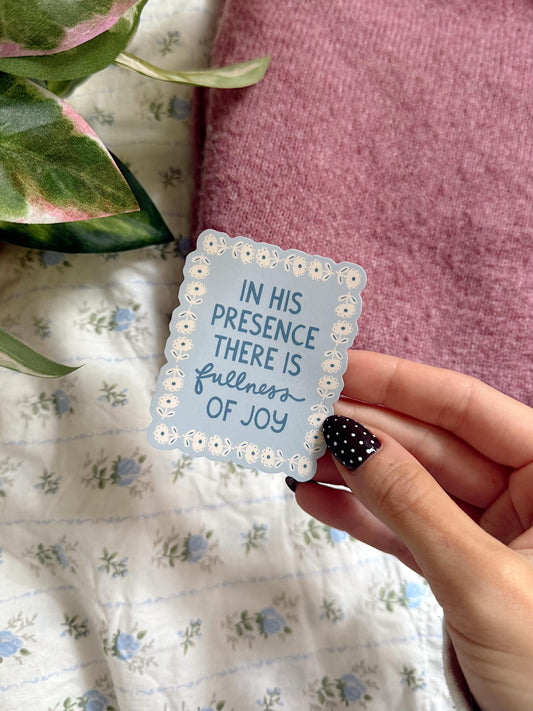 IN HIS
PRESENCE
THERE IS
fullness
OF JOY